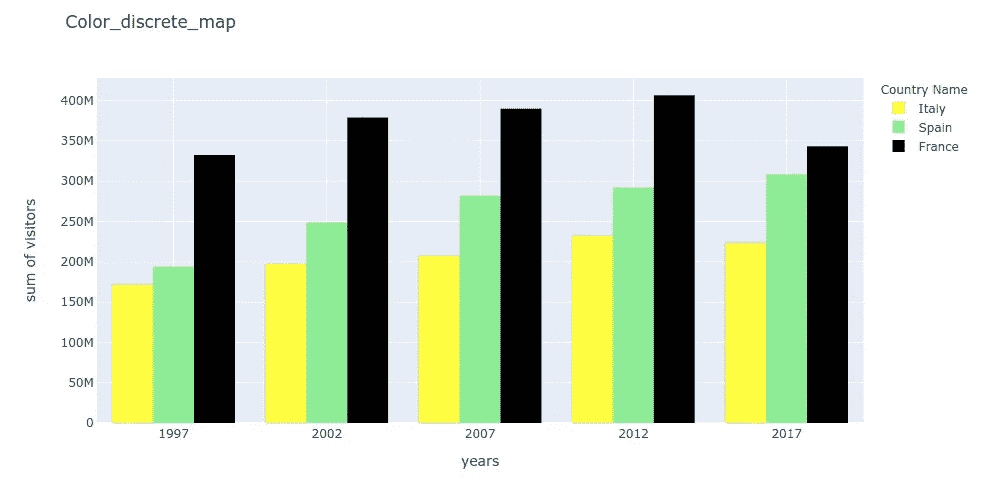 Color_discrete_map
Country Name
Italy
Spain
France
sum of visitors
400M
350M
300M
250M
200M
150M
100M
50M
0
1997 2002 2007 2012 2017
years